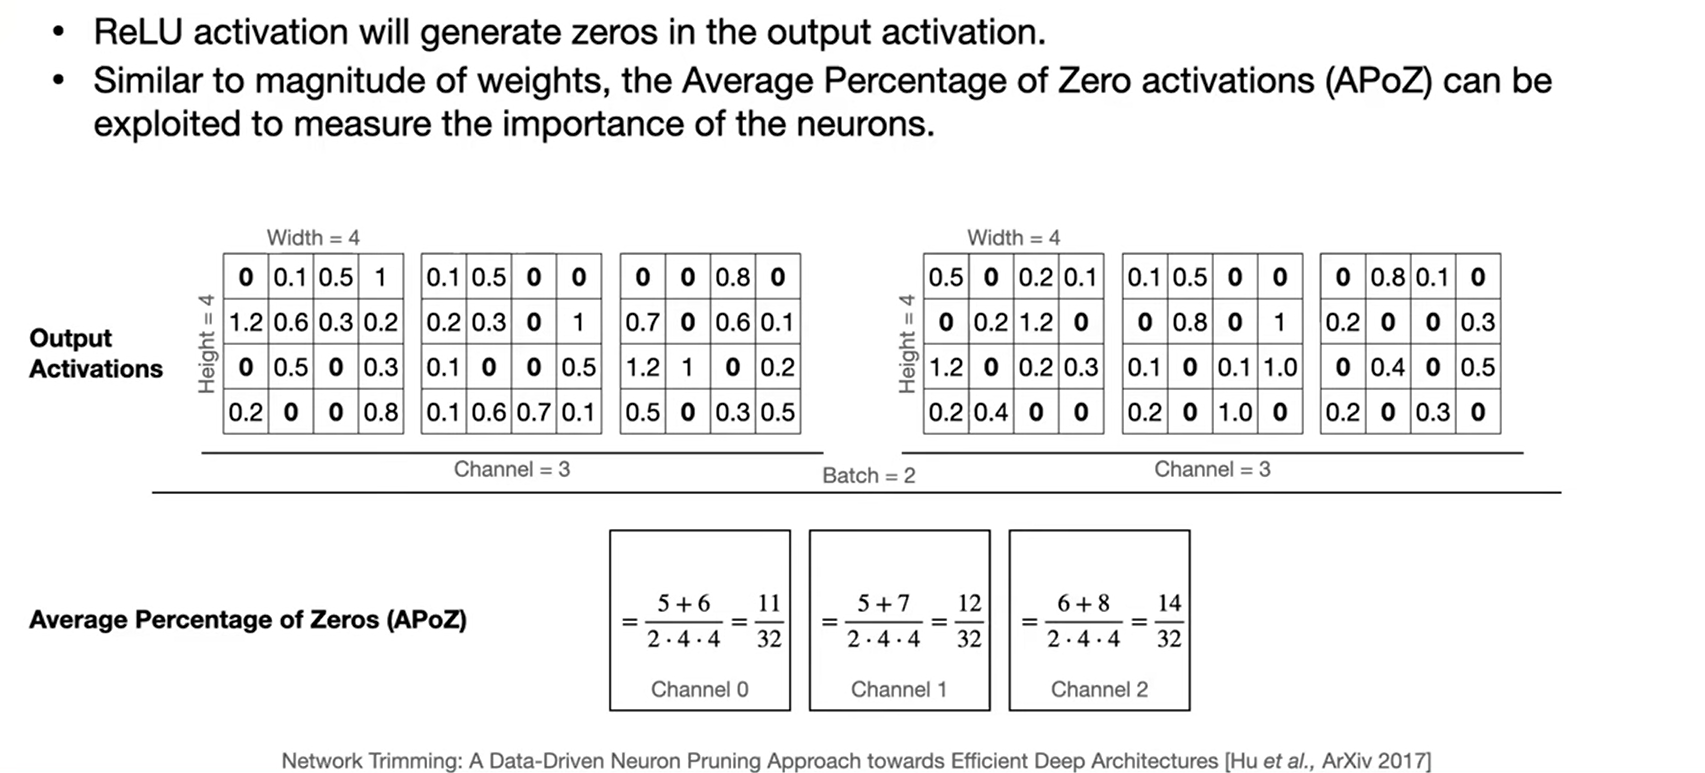 • ReLU activation will generate zeros in the output activation.
• Similar to magnitude of weights, the Average Percentage of Zero activations (APoZ) can be
exploited to measure the importance of the neurons.
Width = 4
Width = 4
Output
Activations
Height = 4
0 0.1 0.5 1
1.2 0.6 0.3 0.2
0 0.5 0 0.3
0.2 0 0 0.8
0.1 0.5 0 0
0.2 0.3 0 1
0.1 0 0 0.5
0.1 0.6 0.7 0.1
0 0 0.8 0
0.7 0 0.6 0.1
1.2 1 0 0.2
0.5 0 0.3 0.5
Channel = 3
Height = 4
0.5 0 0.2 0.1
0 0.2 1.2 0
1.2 0 0.2 0.3
0.2 0.4 0 0
0.1 0.5 0 0
0 0.8 0 1
0.1 0 0.1 1.0
0.2 0 1.0 0
0 0.8 0.1 0
0.2 0 0 0.3
0 0.4 0 0.5
0.2 0 0.3 0
Channel = 3
Batch = 2
Average Percentage of Zeros (APoZ)
= 5 + 6 / 2 · 4 · 4 = 11 / 32
Channel 0
= 5 + 7 / 2 · 4 · 4 = 12 / 32
Channel 1
= 6 + 8 / 2 · 4 · 4 = 14 / 32
Channel 2
Network Trimming: A Data-Driven Neuron Pruning Approach towards Efficient Deep Architectures [Hu et al., ArXiv 2017]